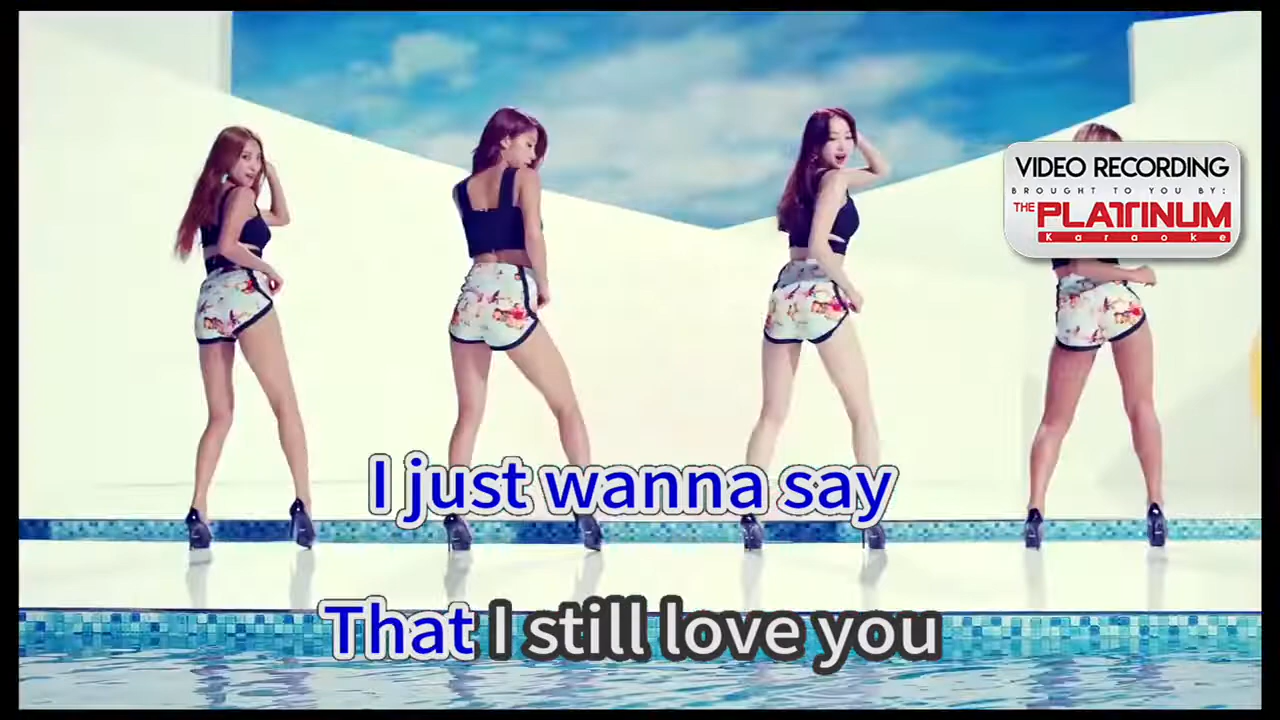 VIDEO RECORDING
BROUGHT TO YOU BY:
THE PLATINUM
Karaoke
I just wanna say
That I still love you